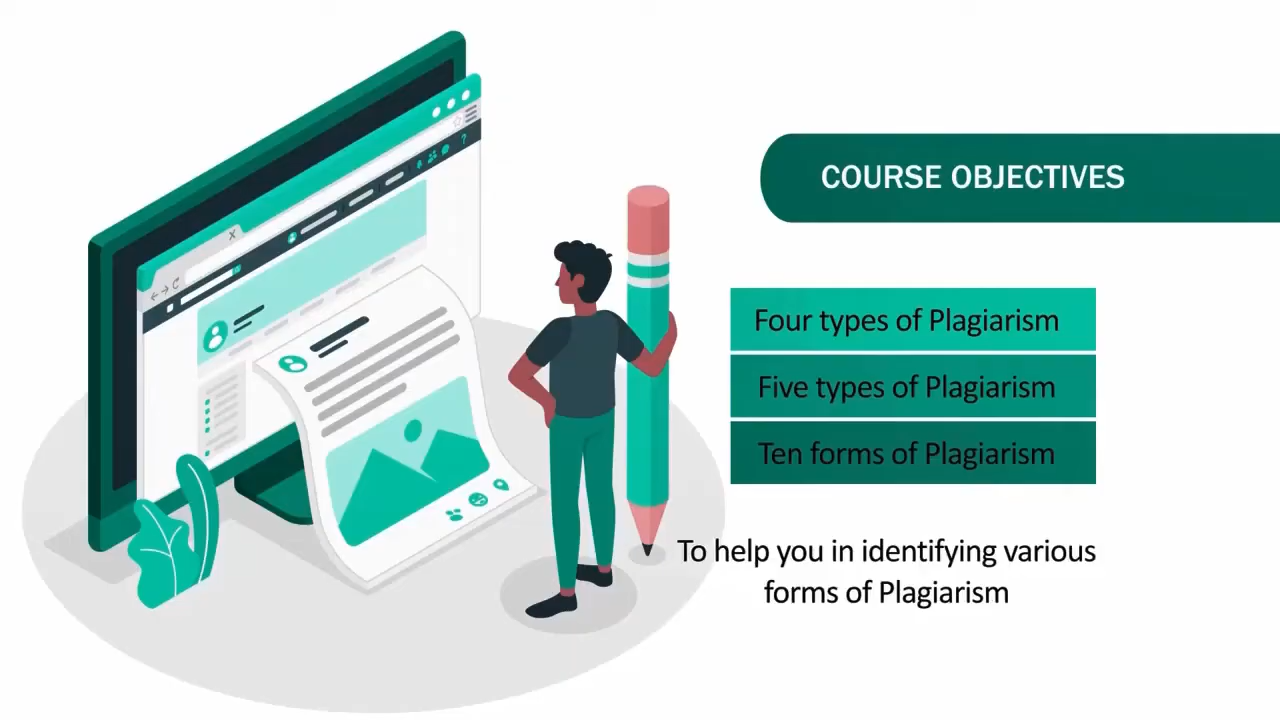 COURSE OBJECTIVES
Four types of Plagiarism
Five types of Plagiarism
Ten forms of Plagiarism
To help you in identifying various
forms of Plagiarism